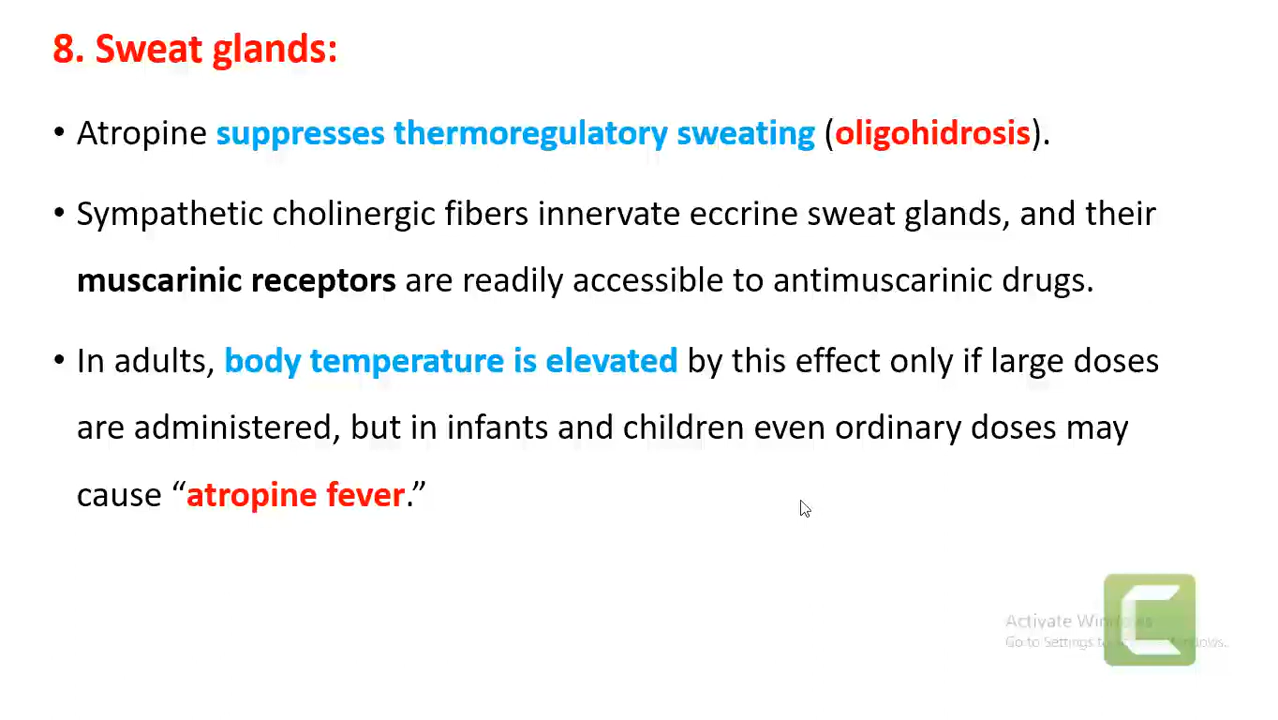 8. Sweat glands:
• Atropine suppresses thermoregulatory sweating (oligohidrosis).
• Sympathetic cholinergic fibers innervate eccrine sweat glands, and their
muscarinic receptors are readily accessible to antimuscarinic drugs.
• In adults, body temperature is elevated by this effect only if large doses
are administered, but in infants and children even ordinary doses may
cause “atropine fever.”
Activate Windows
Go to Settings to Windows.